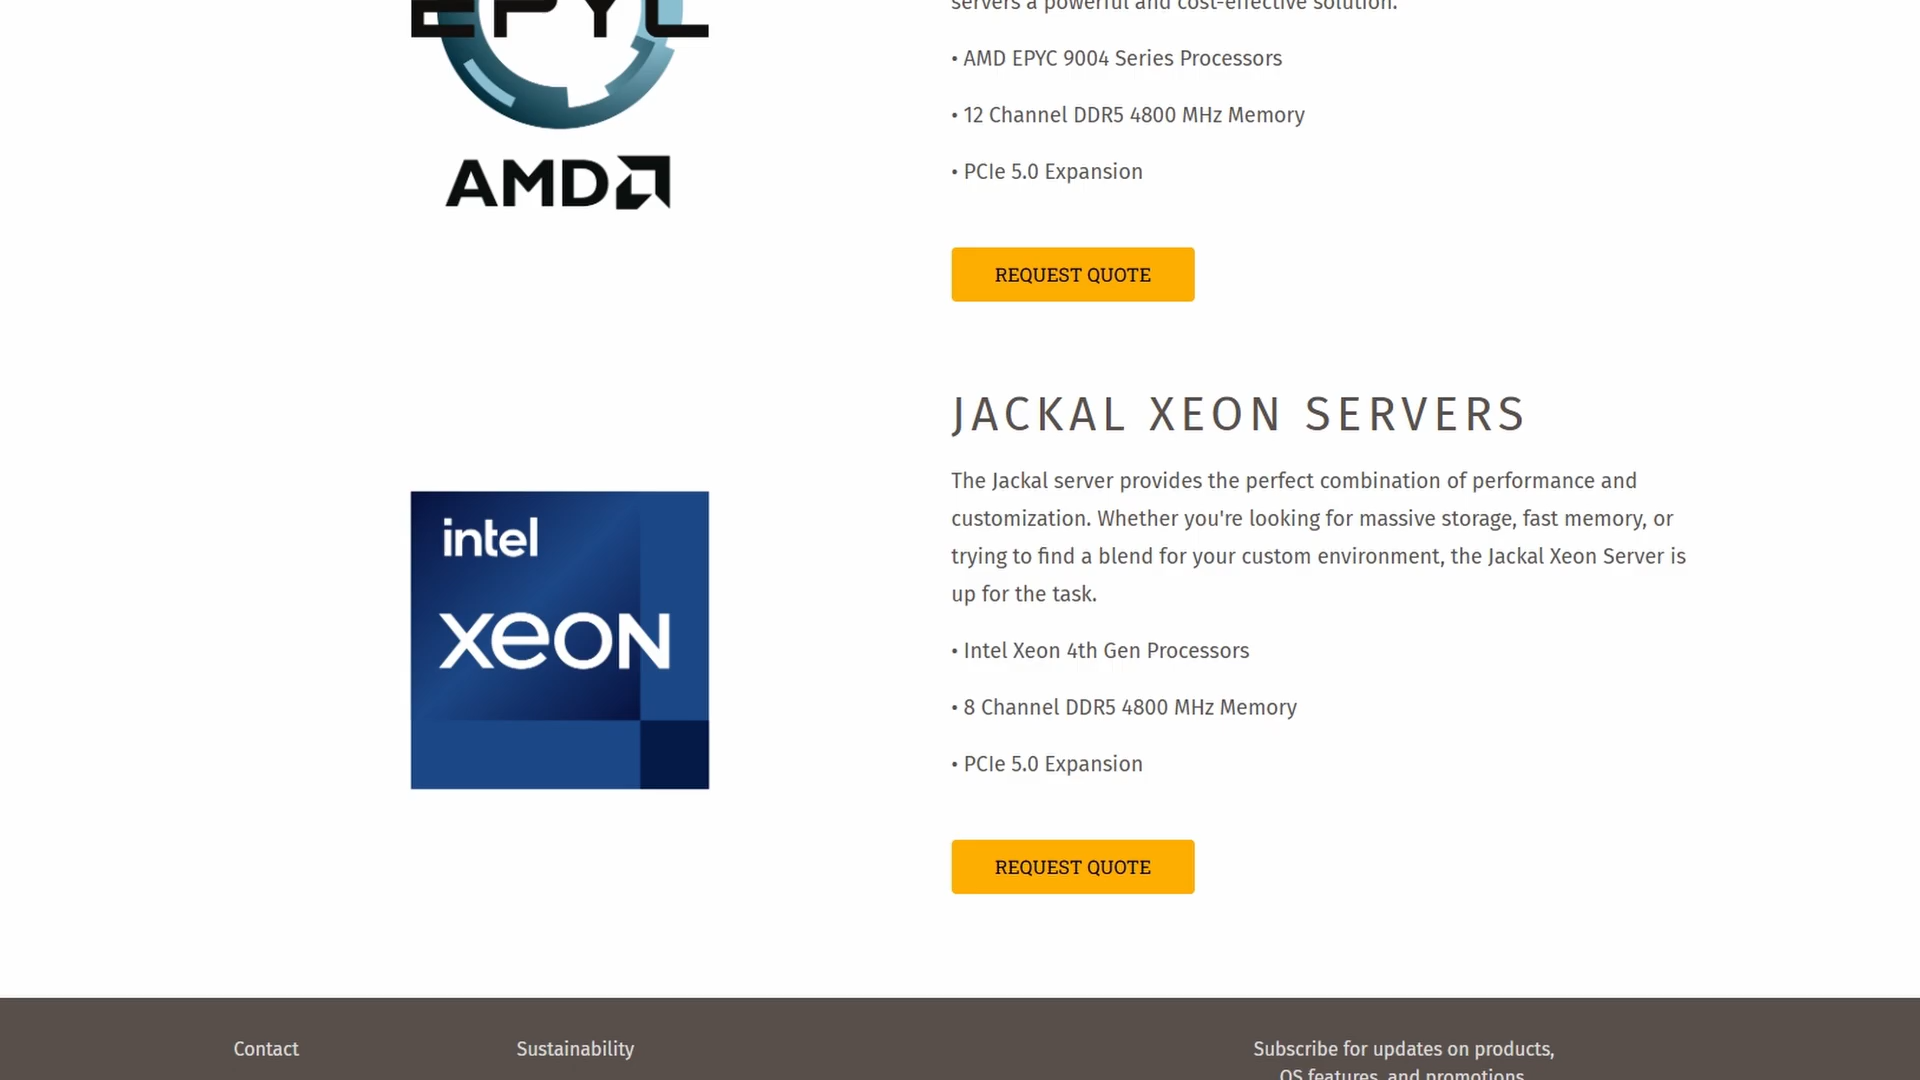 EPYC
AMD
servers a powerful and cost-effective solution.
• AMD EPYC 9004 Series Processors
• 12 Channel DDR5 4800 MHz Memory
• PCIe 5.0 Expansion
REQUEST QUOTE
JACKAL XEON SERVERS
The Jackal server provides the perfect combination of performance and
customization. Whether you're looking for massive storage, fast memory, or
trying to find a blend for your custom environment, the Jackal Xeon Server is
up for the task.
• Intel Xeon 4th Gen Processors
• 8 Channel DDR5 4800 MHz Memory
• PCIe 5.0 Expansion
intel
xeon
REQUEST QUOTE
Contact
Sustainability
Subscribe for updates on products,
OS features, and promotions